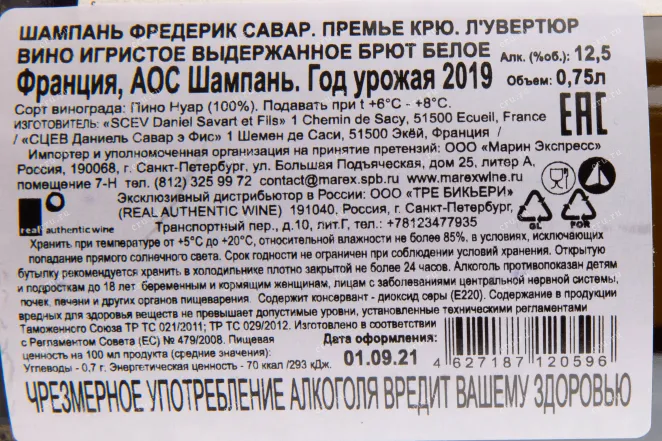 ШАМПАНЬ ФРЕДЕРИК САВАР. ПРЕМЬЕ КРЮ. Л'УВЕРТЮР
ВИНО ИГРИСТОЕ ВЫДЕРЖАННОЕ БРЮТ БЕЛОЕ Алк. (%об.): 12,5
Франция, АОС Шампань. Год урожая 2019 Объем: 0,75л
Сорт винограда: Пино Нуар (100%). Подавать при t +6°C - +8°C.
ИЗГОТОВИТЕЛЬ: «SCEV Daniel Savart et Fils» 1 Chemin de Sacy, 51500 Ecueil, France
/ «СЦЕВ Даниель Савар э Фис» 1 Шемен де Саси, 51500 Экёй, Франция /
EAC
Импортер и уполномоченная организация на принятие претензий: ООО «Марин Экспресс»
Россия, 190068, г. Санкт-Петербург, ул. Большая Подъяческая, дом 25, литер А,
помещение 7-Н тел. (812) 325 99 72 contact@marex.spb.ru www.marexwine.ru
Эксклюзивный дистрибьютор в России: ООО «ТРЕ БИКЬЕРИ»
(REAL AUTHENTIC WINE) 191040, Россия, г. Санкт-Петербург,
real authentic wine
Транспортный пер., д.10, лит.Г, тел.: +78123477935
GL POR
Хранить при температуре от +5°C до +20°C, относительной влажности не более 85%, в условиях, исключающих
попадание прямого солнечного света. Срок годности не ограничен при соблюдении условий хранения. Открытую
бутылку рекомендуется хранить в холодильнике плотно закрытой не более 24 часов. Алкоголь противопоказан детям
и подросткам до 18 лет беременным и кормящим женщинам, лицам с заболеваниями центральной нервной системы,
почек, печени и других органов пищеварения. Содержит консервант - диоксид серы (Е220). Содержание в продукции
вредных для здоровья веществ не превышает допустимые уровни, установленные техническими регламентами
Таможенного Союза ТР ТС 021/2011; ТР ТС 029/2012. Изготовлено в соответствии
с Регламентом Совета (ЕС) № 479/2008. Пищевая
ценность на 100 мл продукта (средние значения):
Углеводы - 0,7 г. Энергетическая ценность - 70 ккал /293 кДж.
Дата оформления:
01.09.21
4 627187 120596
ЧРЕЗМЕРНОЕ УПОТРЕБЛЕНИЕ АЛКОГОЛЯ ВРЕДИТ ВАШЕМУ ЗДОРОВЬЮ